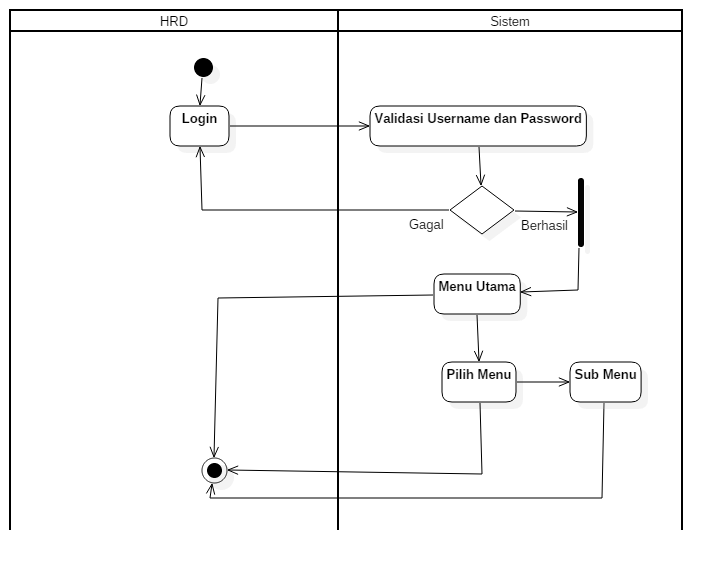 HRD
Sistem
Login
Validasi Username dan Password
Gagal
Berhasil
Menu Utama
Pilih Menu
Sub Menu